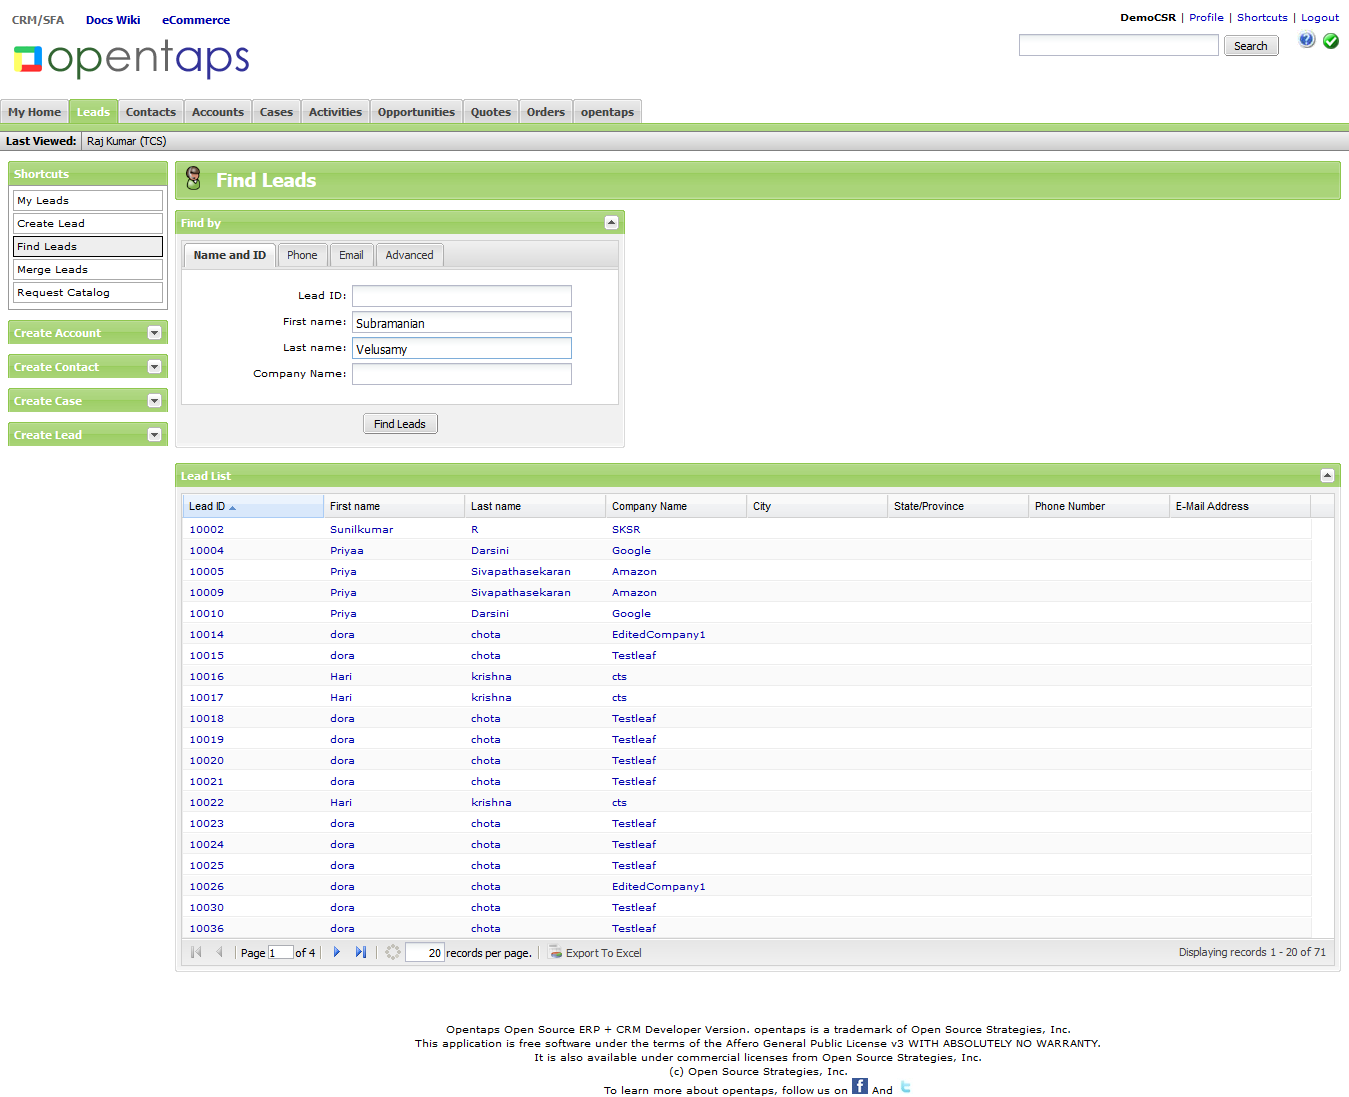 CRM/SFA Docs Wiki eCommerce
DemoCSR | Profile | Shortcuts | Logout
opentaps
Search
My Home Leads Contacts Accounts Cases Activities Opportunities Quotes Orders opentaps
Last Viewed: Raj Kumar (TCS)
Shortcuts
My Leads
Create Lead
Find Leads
Merge Leads
Request Catalog
Create Account
Create Contact
Create Case
Create Lead
Find Leads
Find by
Name and ID Phone Email Advanced
Lead ID:
First name: Subramanian
Last name: Velusamy
Company Name:
Find Leads
Lead List
Lead ID First name Last name Company Name City State/Province Phone Number E-Mail Address
10002 Sunilkumar R SKSR
10004 Priyaa Darsini Google
10005 Priya Sivapathasekaran Amazon
10009 Priya Sivapathasekaran Amazon
10010 Priya Darsini Google
10014 dora chota EditedCompany1
10015 dora chota Testleaf
10016 Hari krishna cts
10017 Hari krishna cts
10018 dora chota Testleaf
10019 dora chota Testleaf
10020 dora chota Testleaf
10021 dora chota Testleaf
10022 Hari krishna cts
10023 dora chota Testleaf
10024 dora chota Testleaf
10025 dora chota Testleaf
10026 dora chota EditedCompany1
10030 dora chota Testleaf
10036 dora chota Testleaf
Page 1 of 4 20 records per page. Export To Excel Displaying records 1 - 20 of 71
Opentaps Open Source ERP + CRM Developer Version. opentaps is a trademark of Open Source Strategies, Inc.
This application is free software under the terms of the Affero General Public License v3 WITH ABSOLUTELY NO WARRANTY.
It is also available under commercial licenses from Open Source Strategies, Inc.
(c) Open Source Strategies, Inc.
To learn more about opentaps, follow us on f And t